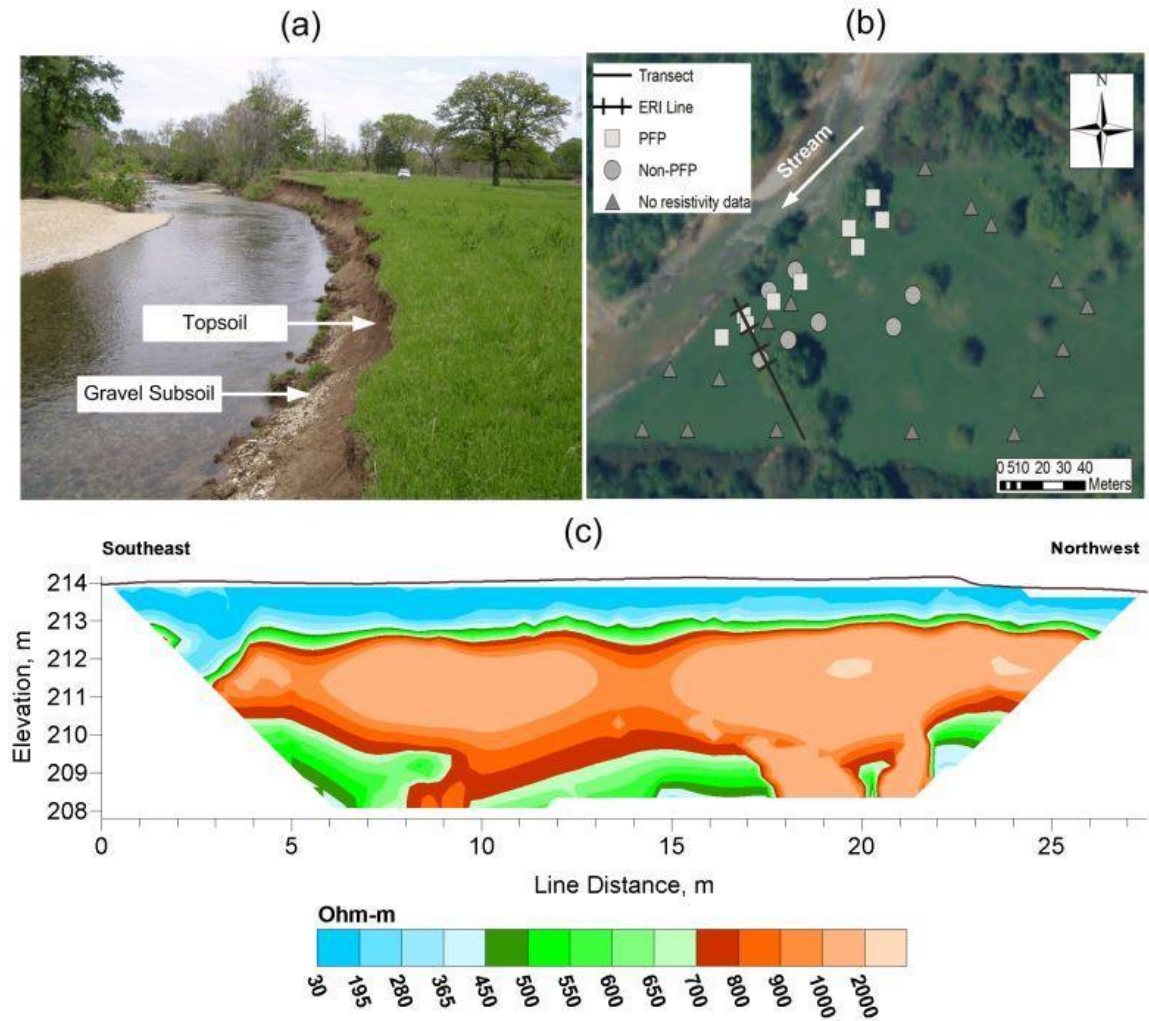 (a)
Topsoil
Gravel Subsoil
(b)
Transect
ERI Line
PFP
Non-PFP
No resistivity data
Stream
N
0 510 20 30 40
Meters
(c)
Southeast
Northwest
Elevation, m
214
213
212
211
210
209
208
0 5 10 15 20 25
Line Distance, m
Ohm-m
30 195 280 365 450 500 550 600 650 700 800 900 1000 2000